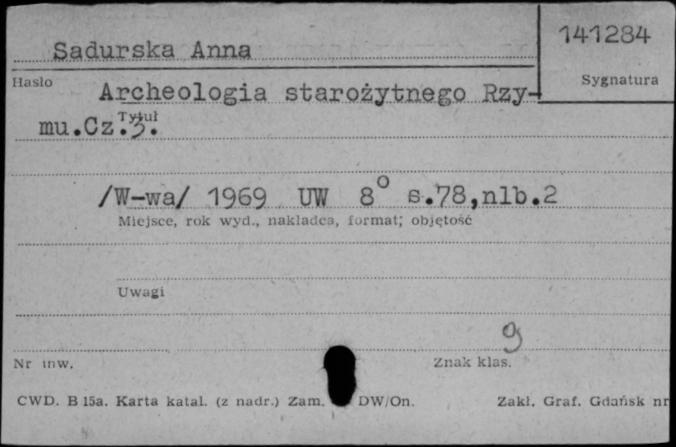 141284
Sadurska Anna
Hasło
Sygnatura
Archeologia starożytnego Rzy-
Tytuł
mu.Cz.3.
/W-wa/ 1969 UW 8° s.78,nlb.2
Miejsce, rok wyd., nakładca, format; objętość
Uwagi
9
Nr inw.
Znak klas.
CWD. B 15a. Karta katal. (z nadr.) Zam. DW/On.
Zakł. Graf. Gdańsk nr